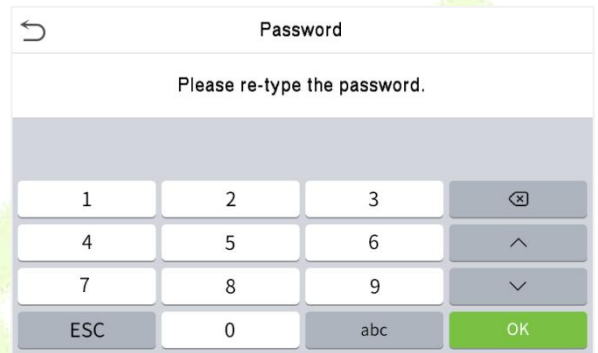 Password
Please re-type the password.
1 2 3
4 5 6
7 8 9
ESC 0 abc OK